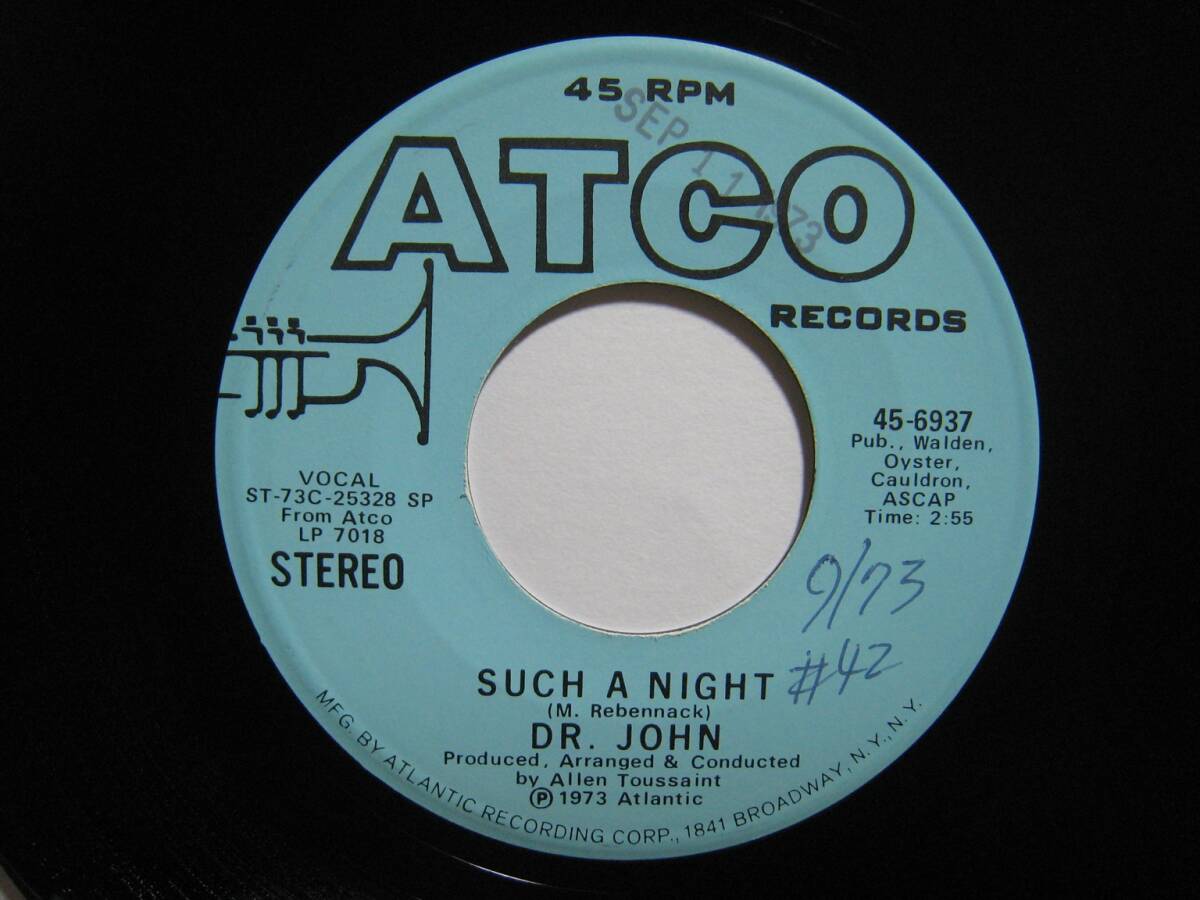 45 RPM
SEP 11 1973
ATCO
RECORDS
VOCAL
ST-73C-25328 SP
From Atco
LP 7018
STEREO
45-6937
Pub., Walden,
Oyster,
Cauldron,
ASCAP
Time: 2:55
9/73
#42
SUCH A NIGHT
(M. Rebennack)
DR. JOHN
Produced, Arranged & Conducted
by Allen Toussaint
Ⓟ 1973 Atlantic
MFG. BY ATLANTIC RECORDING CORP., 1841 BROADWAY, N.Y., N.Y.